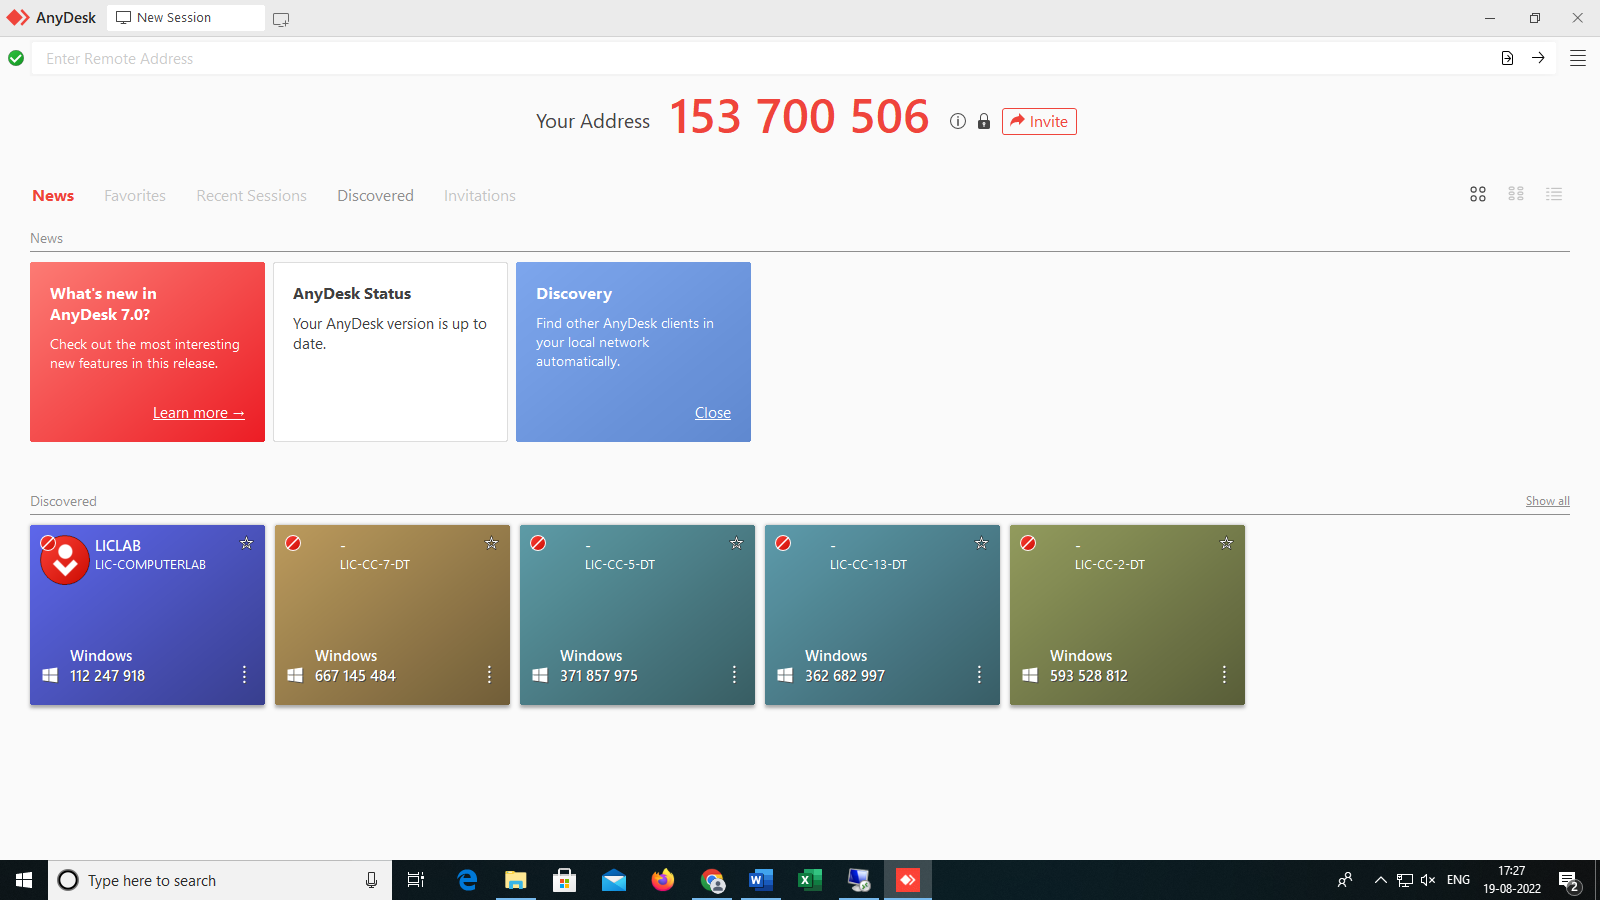 AnyDesk
New Session
Enter Remote Address
Your Address 153 700 506 Invite
News Favorites Recent Sessions Discovered Invitations
News
What's new in
AnyDesk 7.0?
Check out the most interesting
new features in this release.
Learn more →
AnyDesk Status
Your AnyDesk version is up to
date.
Discovery
Find other AnyDesk clients in
your local network
automatically.
Close
Discovered
Show all
LICLAB
LIC-COMPUTERLAB
Windows
112 247 918
-
LIC-CC-7-DT
Windows
667 145 484
-
LIC-CC-5-DT
Windows
371 857 975
-
LIC-CC-13-DT
Windows
362 682 997
-
LIC-CC-2-DT
Windows
593 528 812
Type here to search
ENG
17:27
19-08-2022
2